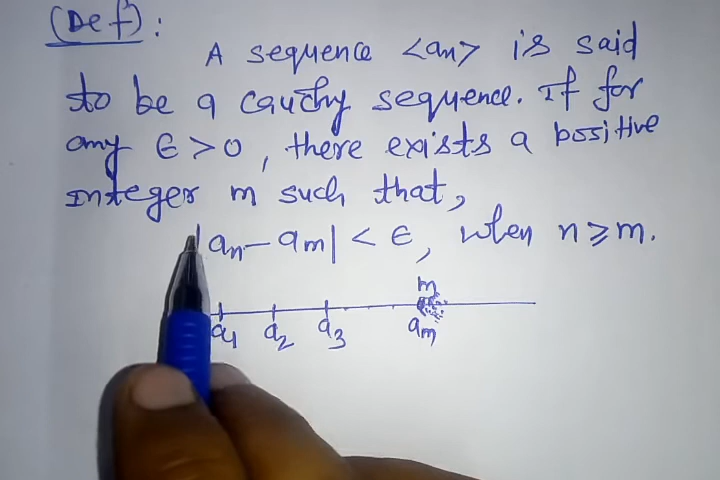 (Def):
A sequence <an> is said
to be a cauchy sequence. If for
any ϵ>0, there exists a positive
Integer m such that,
|an - am| < ϵ, when n ≥ m.
m
a1 a2 a3 am